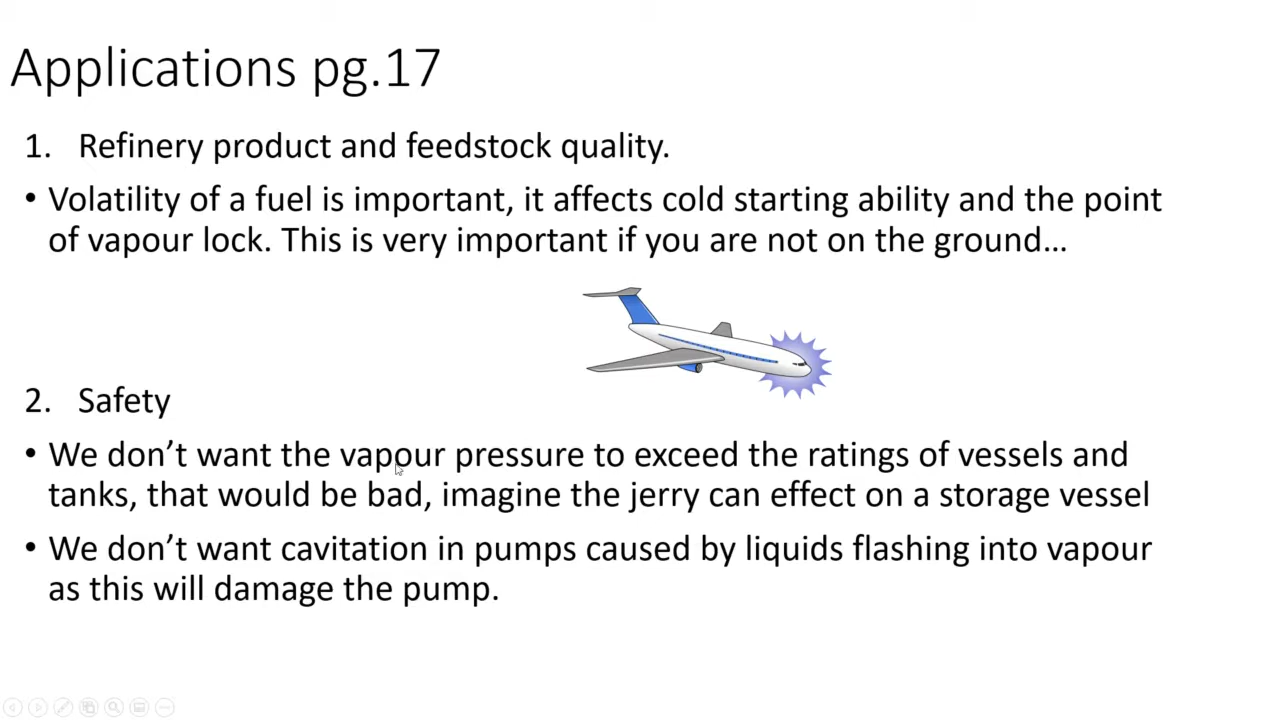 Applications pg.17
1. Refinery product and feedstock quality.
• Volatility of a fuel is important, it affects cold starting ability and the point
of vapour lock. This is very important if you are not on the ground...
2. Safety
• We don’t want the vapour pressure to exceed the ratings of vessels and
tanks, that would be bad, imagine the jerry can effect on a storage vessel
• We don’t want cavitation in pumps caused by liquids flashing into vapour
as this will damage the pump.